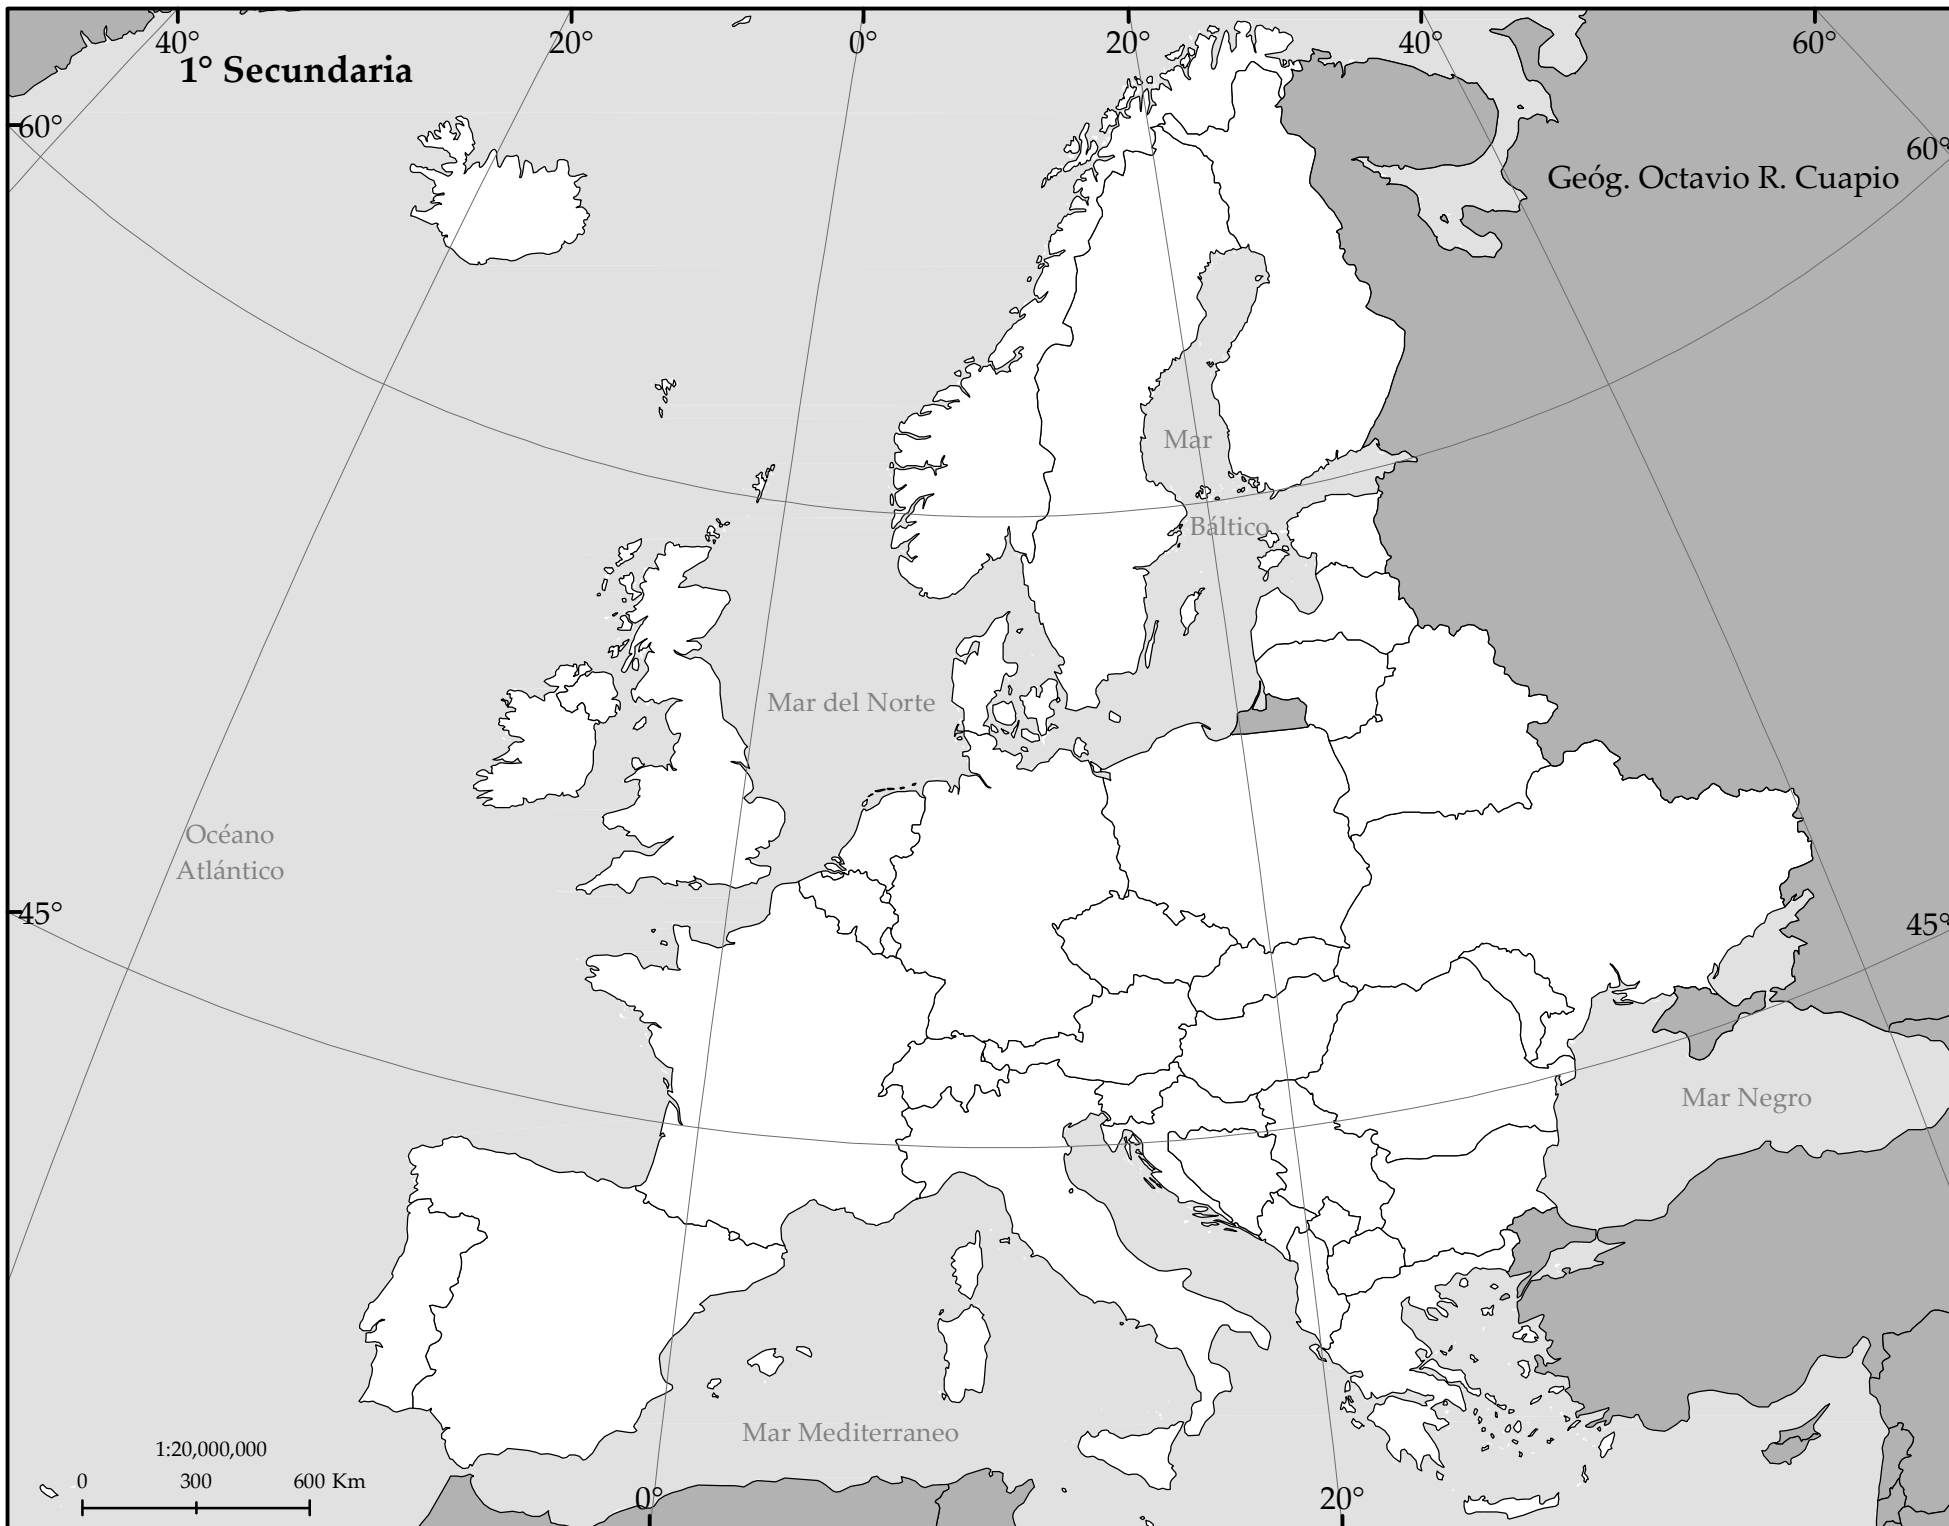 40°
20°
0°
20°
40°
60°
1° Secundaria
60°
60°
Geóg. Octavio R. Cuapio
Mar
Báltico
Mar del Norte
Océano
Atlántico
45°
45°
Mar Negro
Mar Mediterraneo
1:20,000,000
0 300 600 Km
0°
20°